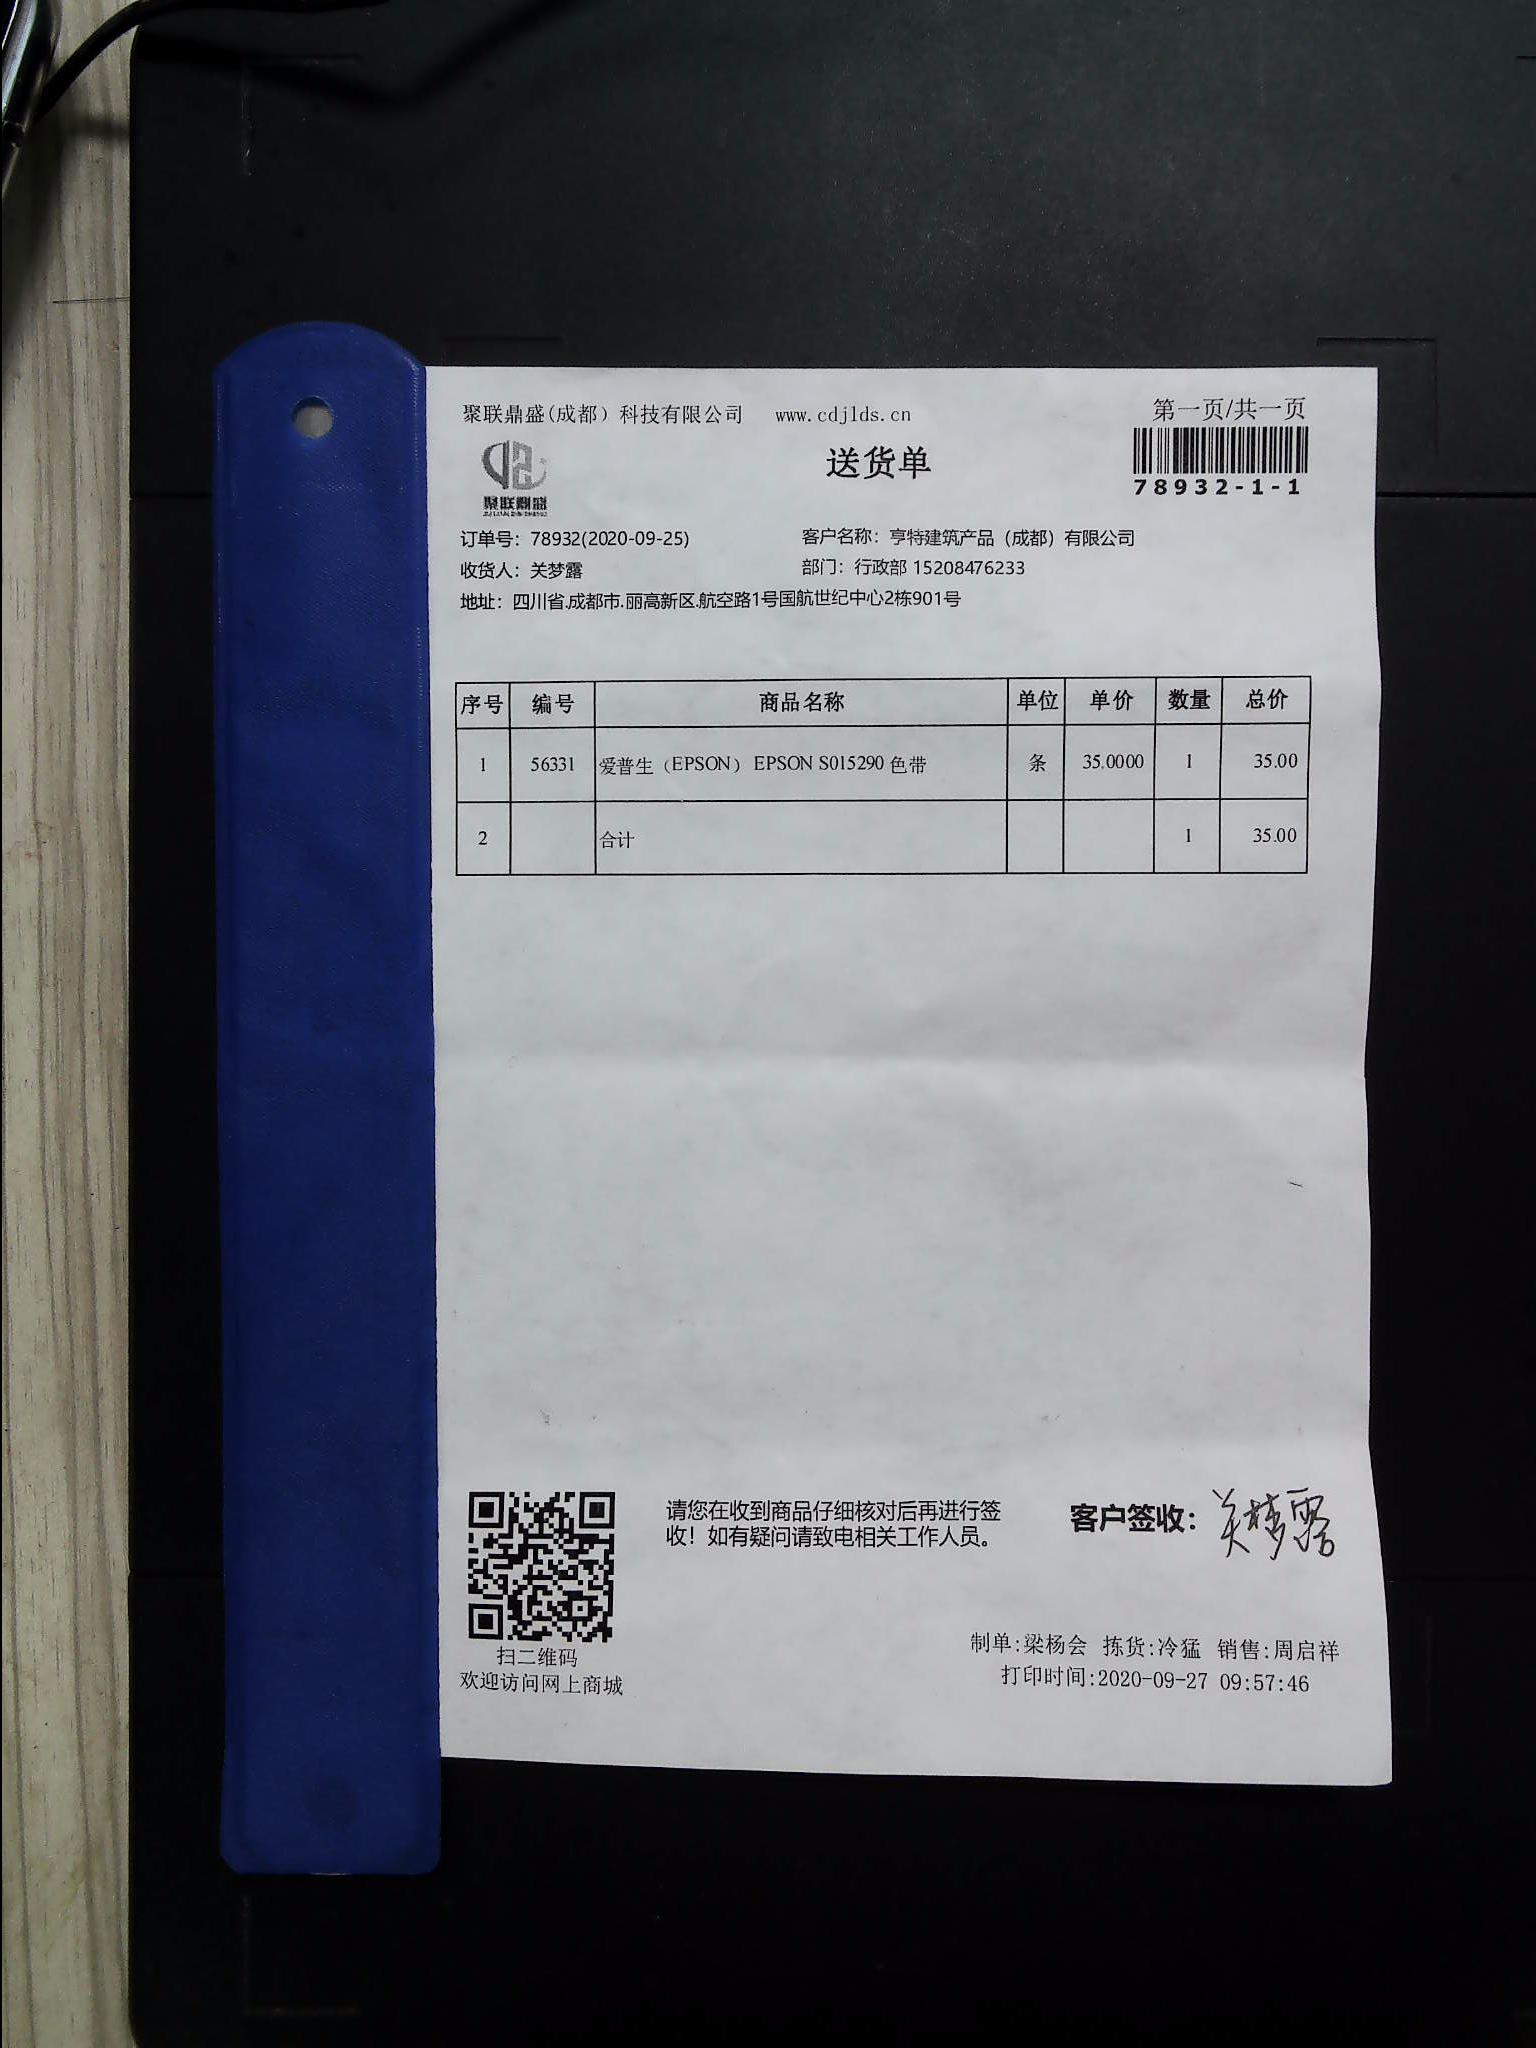 聚联鼎盛(成都）科技有限公司 www.cdjlds.cn
第一页/共一页
送货单
聚联鼎盛
78932-1-1
订单号：78932(2020-09-25)
客户名称：亨特建筑产品（成都）有限公司
收货人：关梦露
部门：行政部 15208476233
地址：四川省.成都市.丽高新区.航空路1号国航世纪中心2栋901号
序号 编号 商品名称 单位 单价 数量 总价
1 56331 爱普生（EPSON） EPSON S015290 色带 条 35.0000 1 35.00
2 合计 1 35.00
请您在收到商品仔细核对后再进行签
收！如有疑问请致电相关工作人员。
客户签收：关梦露
扫二维码
欢迎访问网上商城
制单:梁杨会 拣货:冷猛 销售:周启祥
打印时间:2020-09-27 09:57:46